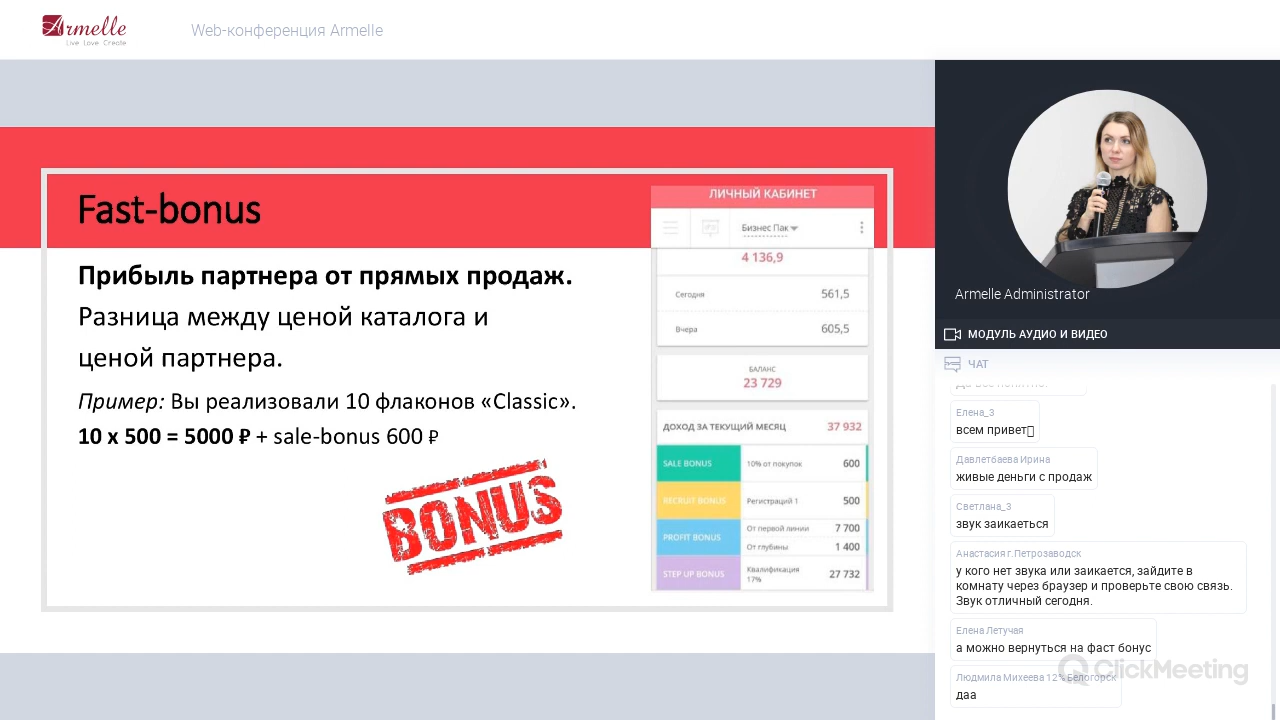 Armelle
Live Love Create
Web-конференция Armelle
Fast-bonus
Прибыль партнера от прямых продаж.
Разница между ценой каталога и
ценой партнера.
Пример: Вы реализовали 10 флаконов «Classic».
10 x 500 = 5000 ₽ + sale-bonus 600 ₽
BONUS
ЛИЧНЫЙ КАБИНЕТ
Бизнес Пак
4 136,9
Сегодня 561,5
Вчера 605,5
БАЛАНС
23 729
ДОХОД ЗА ТЕКУЩИЙ МЕСЯЦ 37 932
SALE BONUS 10% от покупок 600
RECRUIT BONUS Регистраций 1 500
PROFIT BONUS От первой линии 7 700
От глубины 1 400
STEP UP BONUS Квалификация 17% 27 732
Armelle Administrator
МОДУЛЬ АУДИО И ВИДЕО
ЧАТ
Елена_3
всем привет
Давлетбаева Ирина
живые деньги с продаж
Светлана_3
звук заикаеться
Анастасия г.Петрозаводск
у кого нет звука или заикается, зайдите в
комнату через браузер и проверьте свою связь.
Звук отличный сегодня.
Елена Летучая
а можно вернуться на фаст бонус
Людмила Михеева 12% Белогорск
даа
ClickMeeting